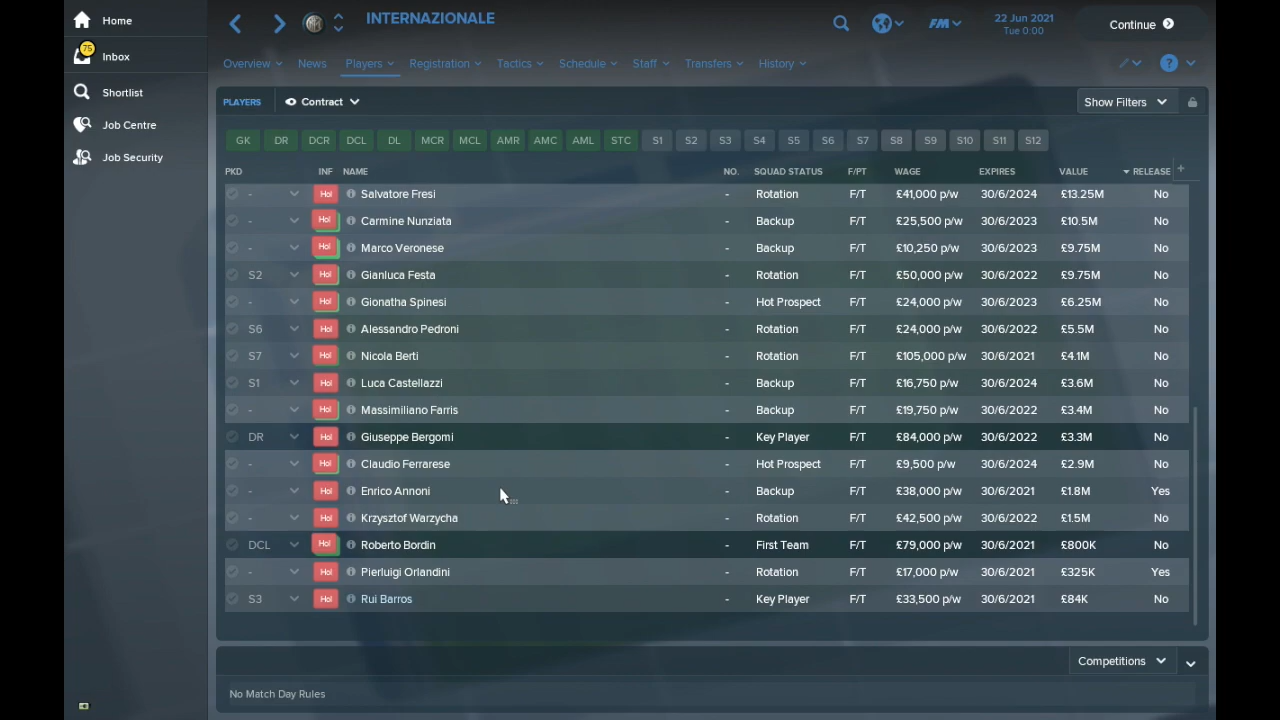 Home
INTERNAZIONALE
22 Jun 2021
Tue 0:00
Continue
75
Inbox
Overview News Players Registration Tactics Schedule Staff Transfers History
FM
?
Shortlist
Job Centre
Job Security
PLAYERS Contract Show Filters
GK DR DCR DCL DL MCR MCL AMR AMC AML STC S1 S2 S3 S4 S5 S6 S7 S8 S9 S10 S11 S12
PKD INF NAME NO. SQUAD STATUS F/PT WAGE EXPIRES VALUE RELEASE +
- Hol Salvatore Fresi - Rotation F/T £41,000 p/w 30/6/2024 £13.25M No
- Hol Carmine Nunziata - Backup F/T £25,500 p/w 30/6/2023 £10.5M No
- Hol Marco Veronese - Backup F/T £10,250 p/w 30/6/2023 £9.75M No
S2 Hol Gianluca Festa - Rotation F/T £50,000 p/w 30/6/2022 £9.75M No
- Hol Gionatha Spinesi - Hot Prospect F/T £24,000 p/w 30/6/2023 £6.25M No
S6 Hol Alessandro Pedroni - Rotation F/T £24,000 p/w 30/6/2022 £5.5M No
S7 Hol Nicola Berti - Rotation F/T £105,000 p/w 30/6/2021 £4.1M No
S1 Hol Luca Castellazzi - Backup F/T £16,750 p/w 30/6/2024 £3.6M No
- Hol Massimiliano Farris - Backup F/T £19,750 p/w 30/6/2022 £3.4M No
DR Hol Giuseppe Bergomi - Key Player F/T £84,000 p/w 30/6/2022 £3.3M No
- Hol Claudio Ferrarese - Hot Prospect F/T £9,500 p/w 30/6/2024 £2.9M No
- Hol Enrico Annoni - Backup F/T £38,000 p/w 30/6/2021 £1.8M Yes
- Hol Krzysztof Warzycha - Rotation F/T £42,500 p/w 30/6/2022 £1.5M No
DCL Hol Roberto Bordin - First Team F/T £79,000 p/w 30/6/2021 £800K No
- Hol Pierluigi Orlandini - Rotation F/T £17,000 p/w 30/6/2021 £325K Yes
S3 Hol Rui Barros - Key Player F/T £33,500 p/w 30/6/2021 £84K No
Competitions
No Match Day Rules